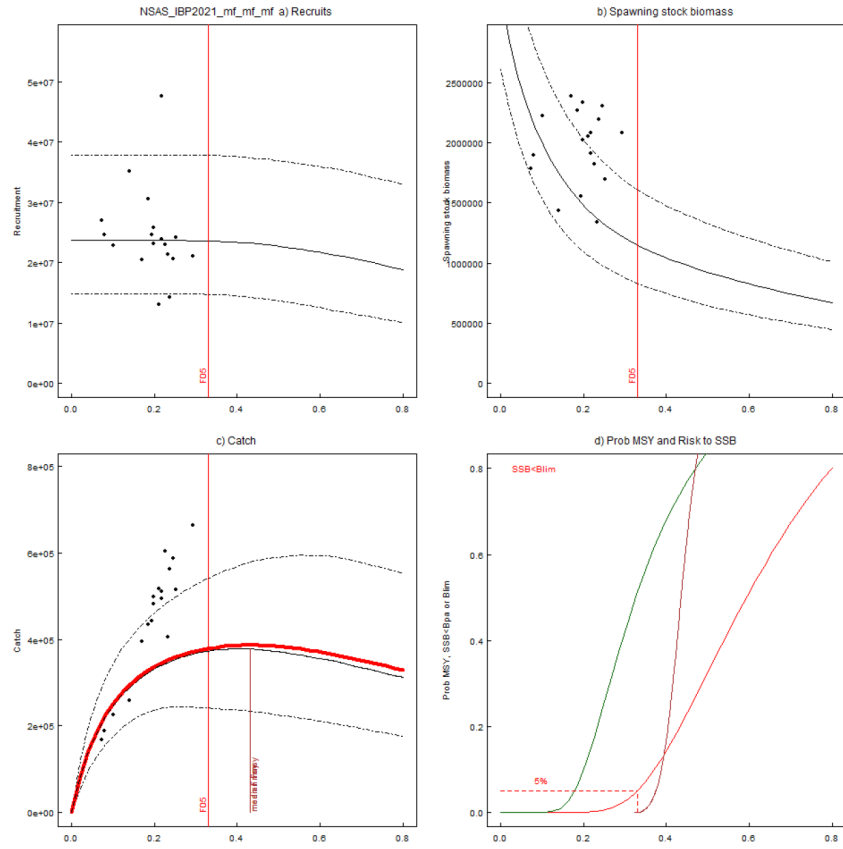 NSAS_IBP2021_mf_mf_mf a) Recruits
Recruitment
5e+07
4e+07
3e+07
2e+07
1e+07
0e+00
F05
0.0 0.2 0.4 0.6 0.8
b) Spawning stock biomass
Spawning stock biomass
2500000
2000000
1500000
1000000
500000
0
F05
0.0 0.2 0.4 0.6 0.8
c) Catch
Catch
8e+05
6e+05
4e+05
2e+05
0e+00
F05
0.0 0.2 0.4 0.6 0.8
d) Prob MSY and Risk to SSB
Prob MSY, SSB<Bpa or Blim
0.8
0.6
0.4
0.2
0.0
SSB<Blim
5%
0.0 0.2 0.4 0.6 0.8